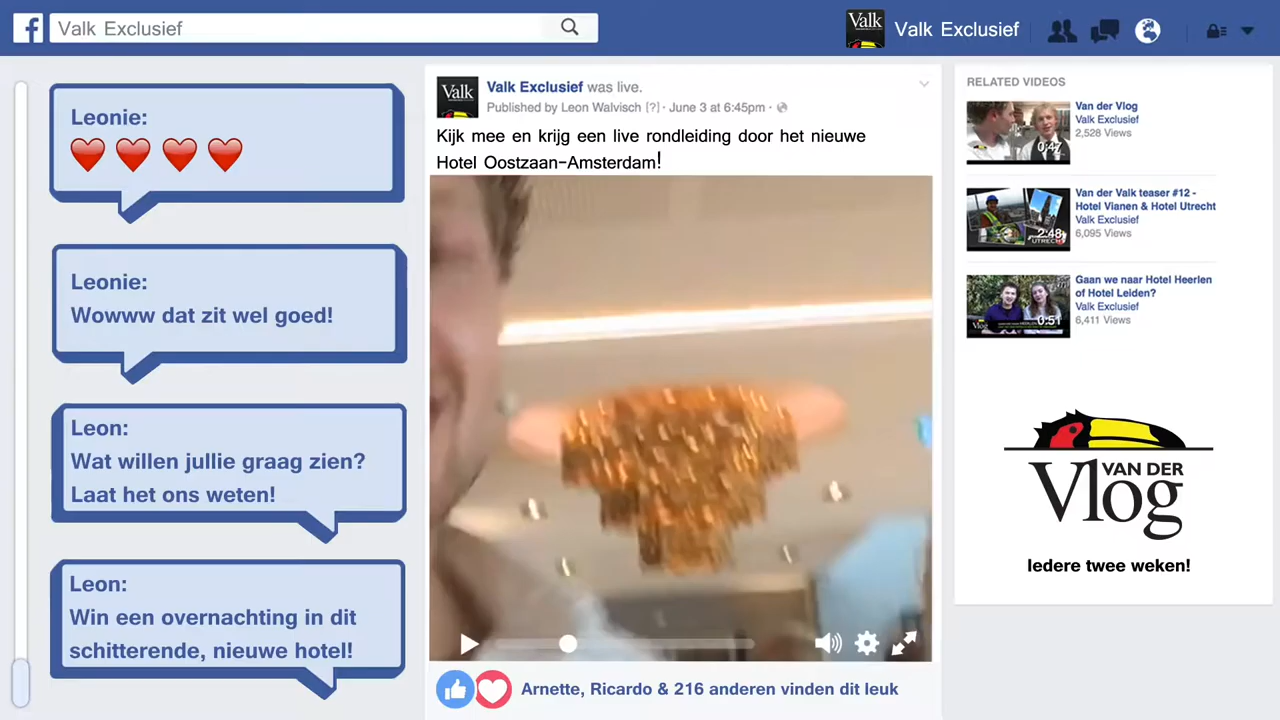 Valk Exclusief
Valk
Valk Exclusief
Leonie:
Leonie:
Wowww dat zit wel goed!
Leon:
Wat willen jullie graag zien?
Laat het ons weten!
Leon:
Win een overnachting in dit
schitterende, nieuwe hotel!
Valk
Valk Exclusief was live.
Published by Leon Walvisch [?] · June 3 at 6:45pm ·
Kijk mee en krijg een live rondleiding door het nieuwe
Hotel Oostzaan-Amsterdam!
Arnette, Ricardo & 216 anderen vinden dit leuk
RELATED VIDEOS
0:47
Van der Vlog
Valk Exclusief
2,528 Views
2:48
UTRECHT
Van der Valk teaser #12 -
Hotel Vianen & Hotel Utrecht
Valk Exclusief
6,095 Views
Vlog
0:51
Gaan we naar Hotel Heerlen
of Hotel Leiden?
Valk Exclusief
6,411 Views
VAN DER
Vlog
Iedere twee weken!